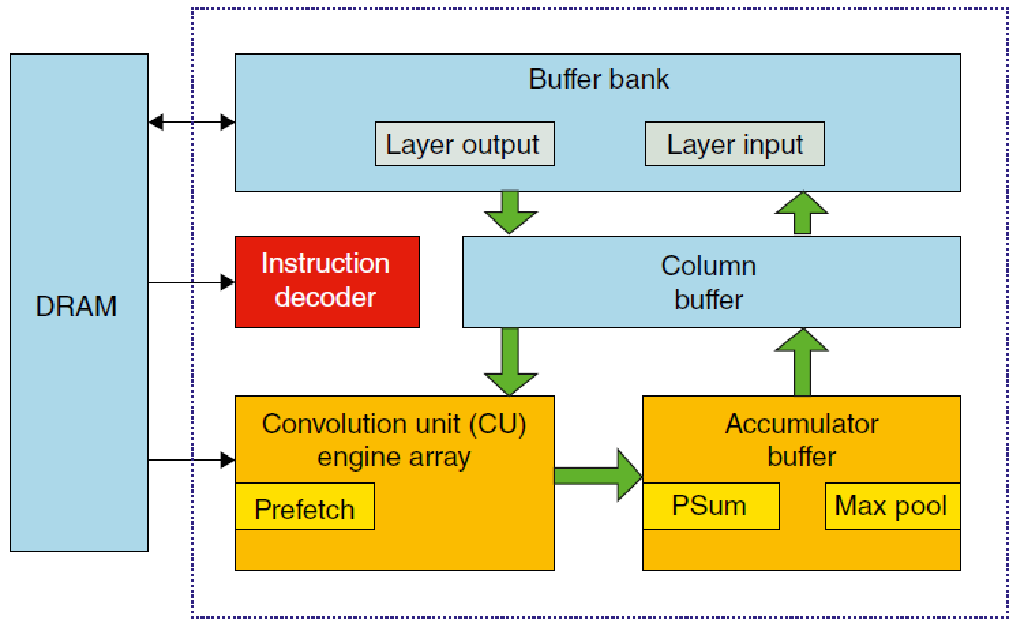 Buffer bank
Layer output
Layer input
DRAM
Instruction
decoder
Column
buffer
Convolution unit (CU)
engine array
Prefetch
Accumulator
buffer
PSum
Max pool